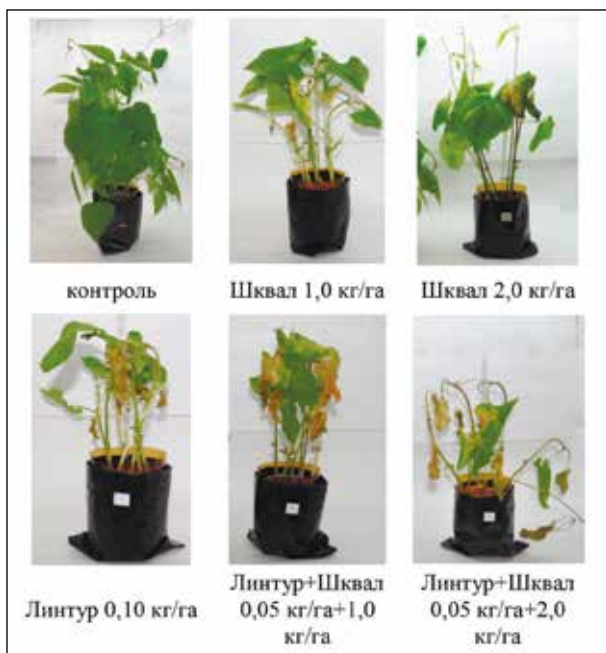 контроль
Шквал 1,0 кг/га
Шквал 2,0 кг/га
Линтур 0,10 кг/га
Линтур+Шквал
0,05 кг/га+1,0
кг/га
Линтур+Шквал
0,05 кг/га+2,0
кг/га